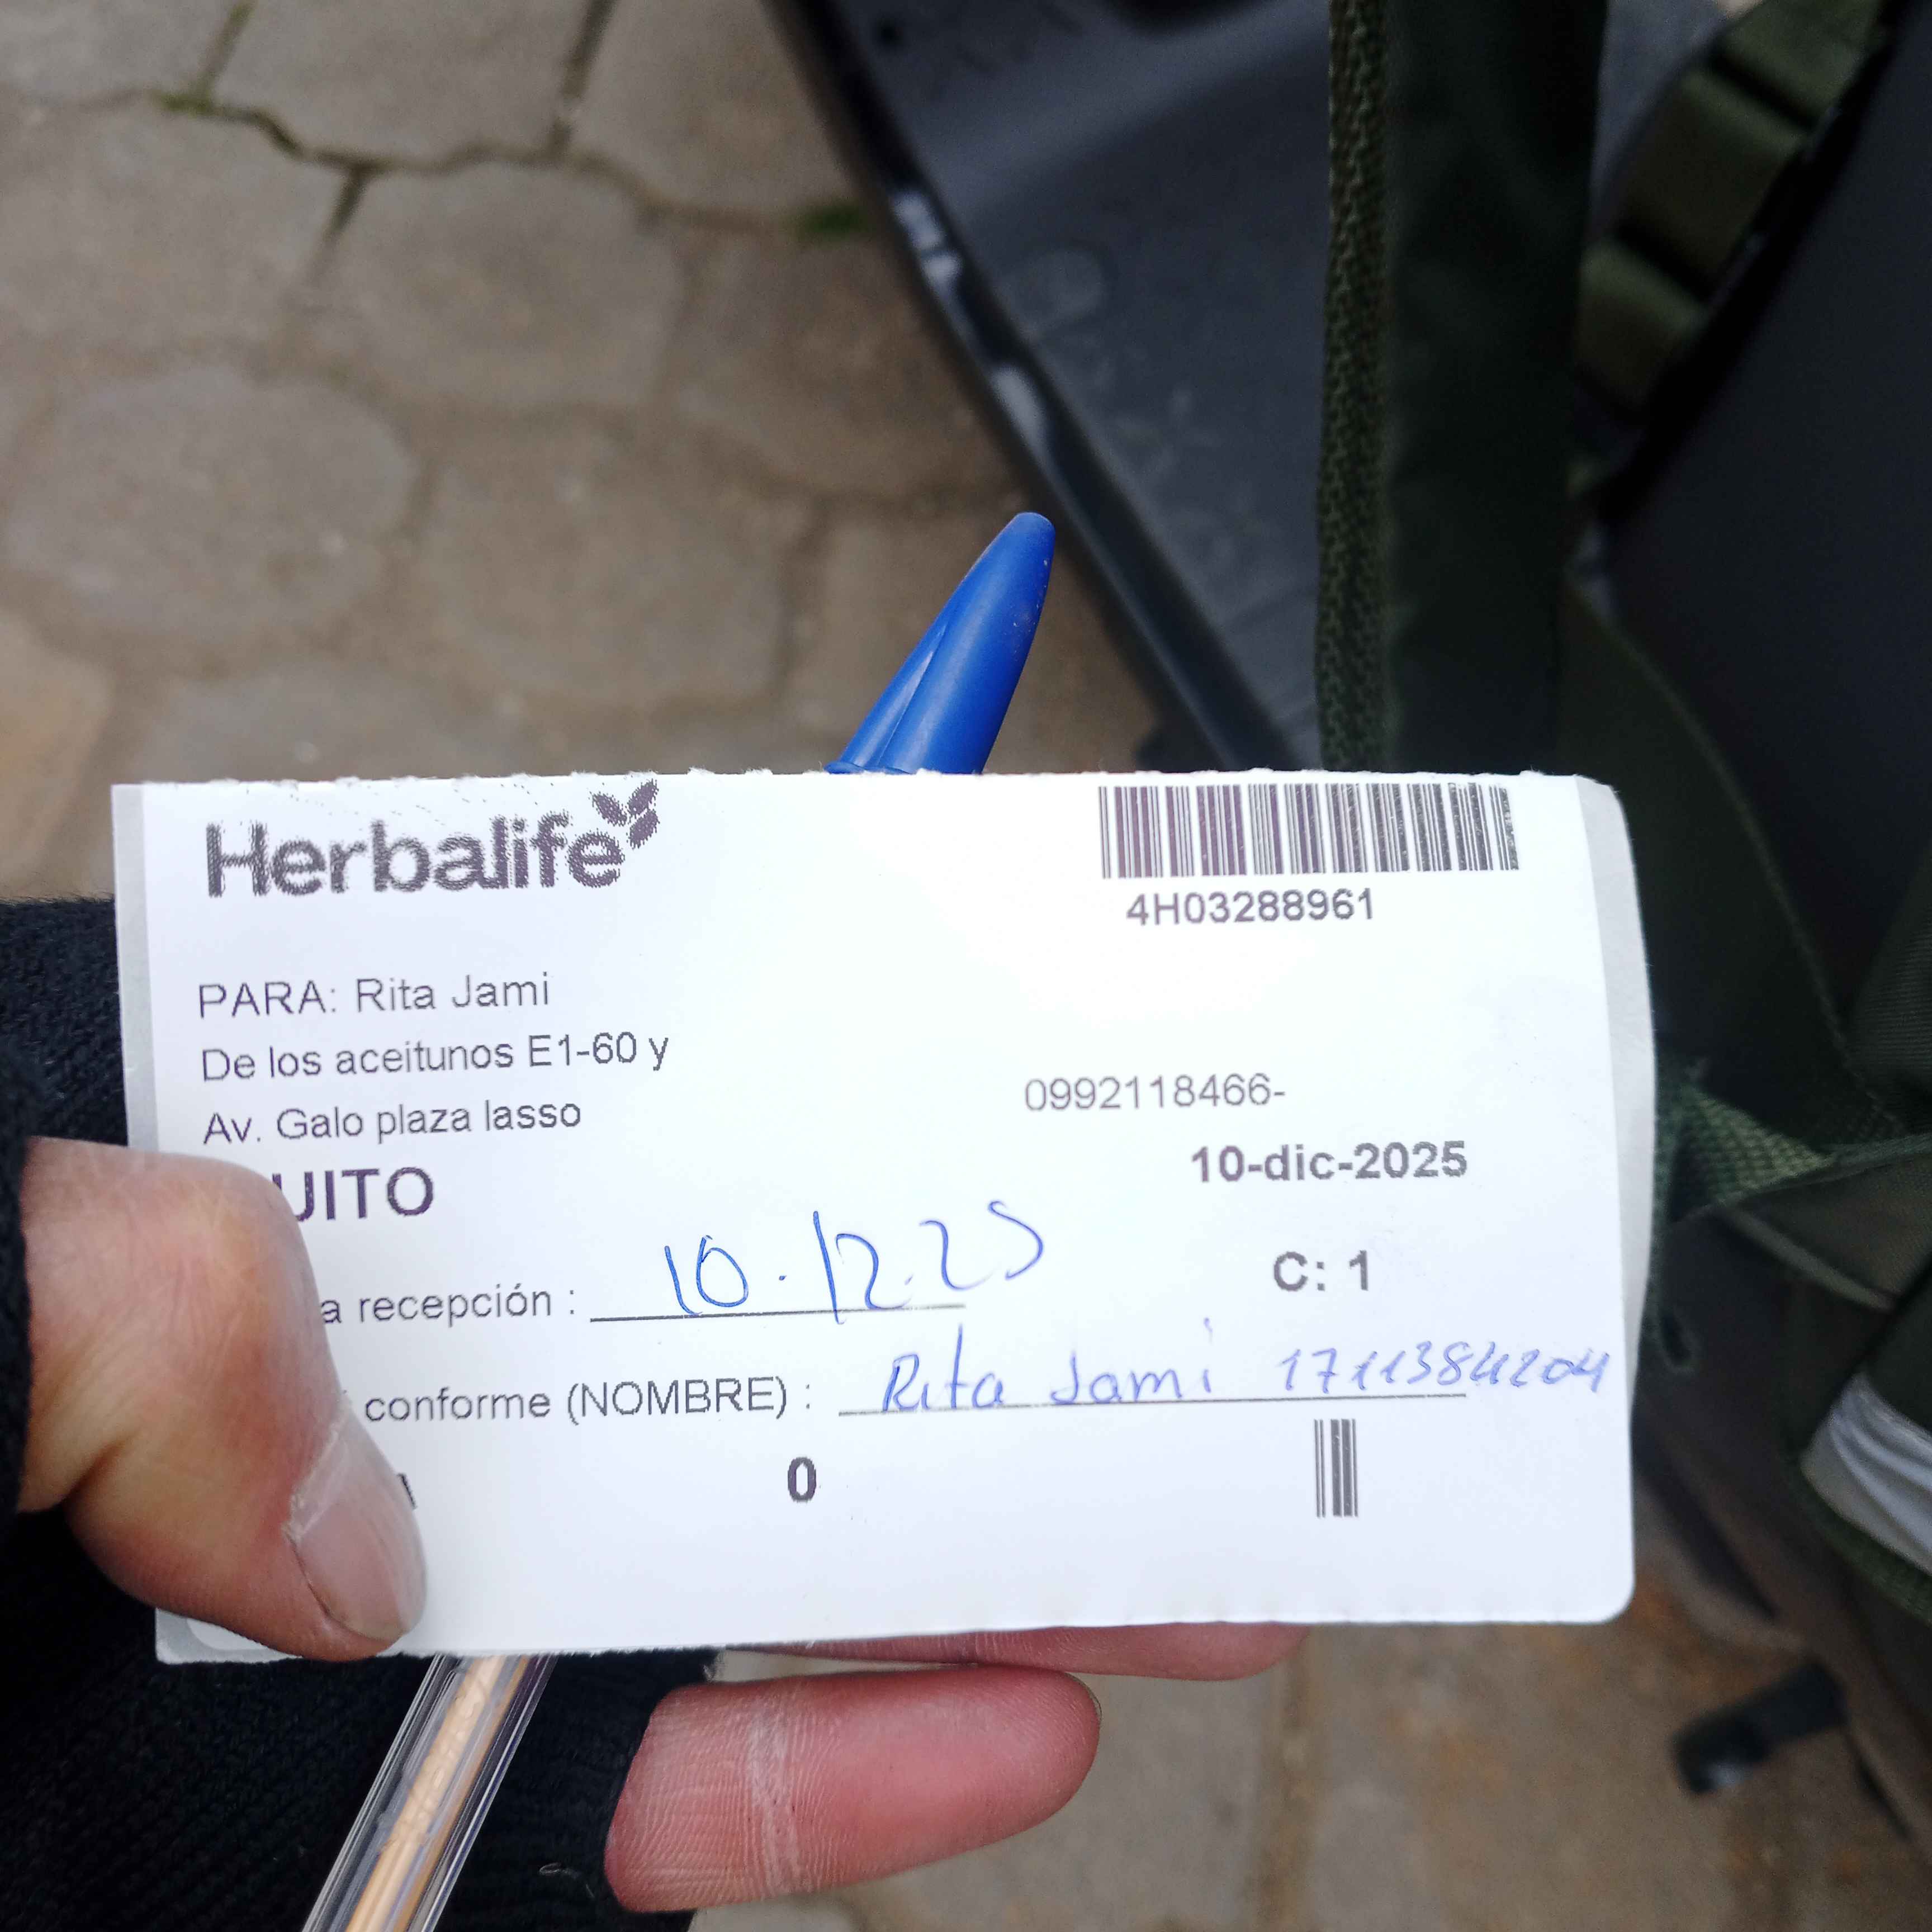 Herbalife
4H03288961
PARA: Rita Jami
De los aceitunos E1-60 y
Av. Galo plaza lasso
0992118466-
UITO
10-dic-2025
a recepción : 10.12.25
C: 1
conforme (NOMBRE) : Rita Jami 17113842204
0